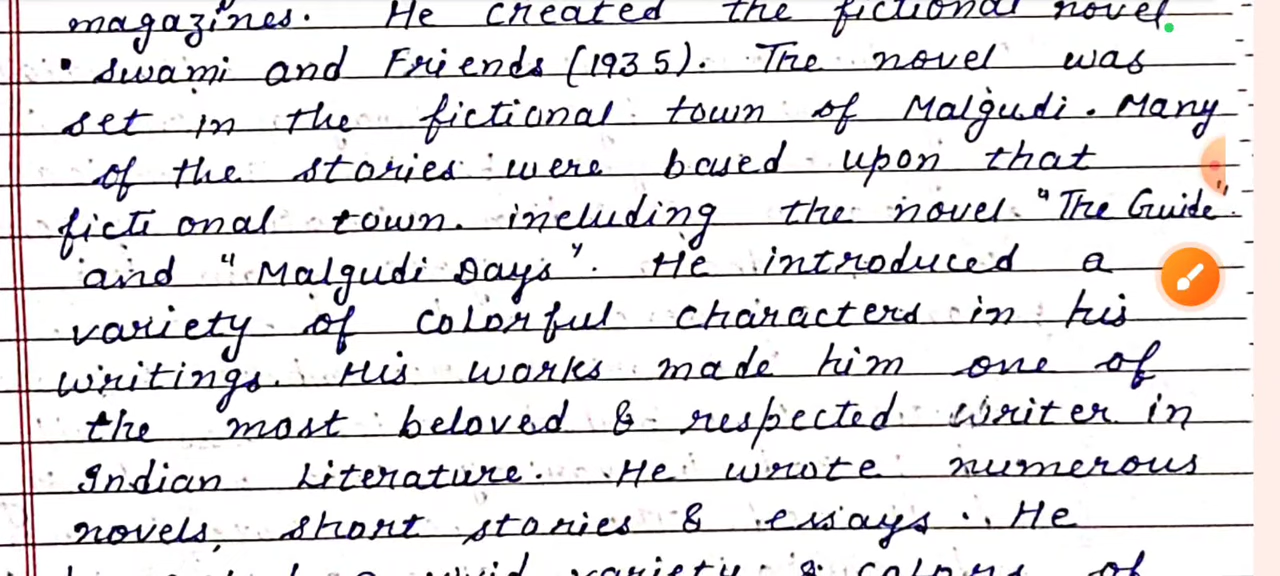 magazines. He created the fictional novel.
• Swami and Friends (1935). The novel was
set in the fictional town of Malgudi. Many
of the stories were based upon that
fictional town. including the novel. "The Guide".
and "Malgudi Days". He introduced a
variety of colorful characters in his
writings. His works made him one of
the most beloved & respected writer in
Indian Literature. He wrote numerous
novels, short stories & essays. He
variety & colors of